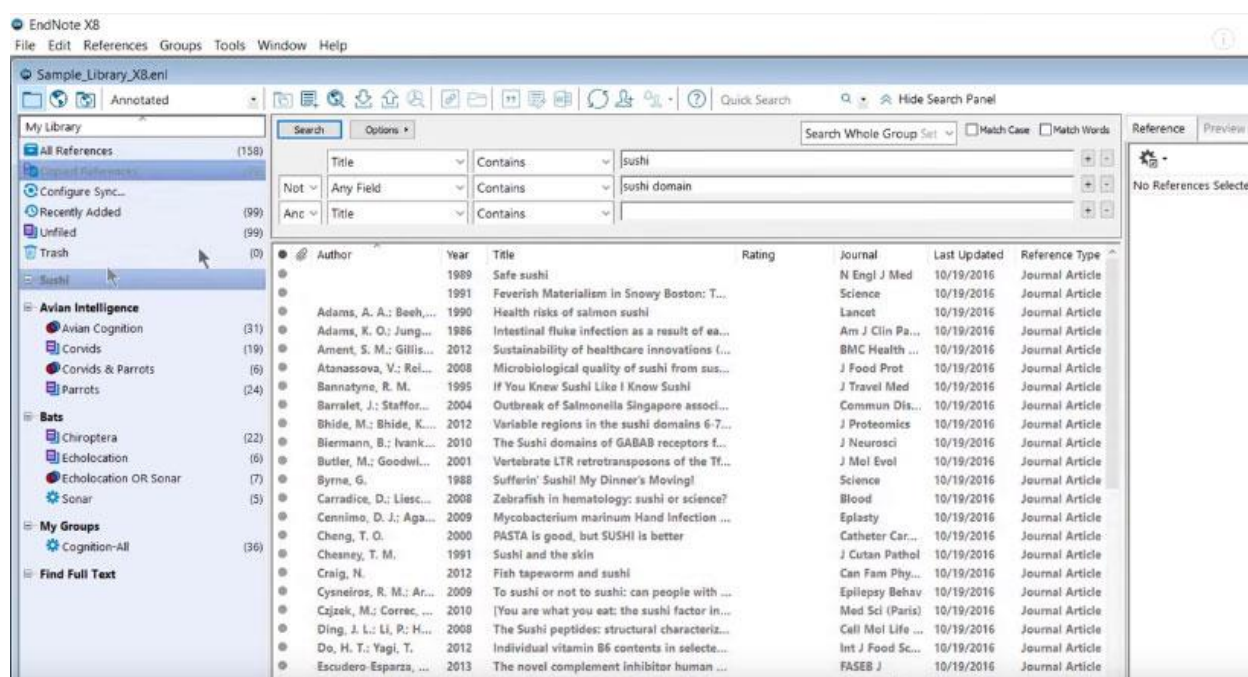 EndNote X8
File Edit References Groups Tools Window Help
Sample_Library_X8.enl
Annotated
Quick Search
Hide Search Panel
My Library
All References (158)
Copied References
Configure Sync...
Recently Added (99)
Unfiled (99)
Trash (0)
Sushi
Avian Intelligence
Avian Cognition (31)
Corvids (19)
Corvids & Parrots (6)
Parrots (24)
Bats
Chiroptera (22)
Echolocation (6)
Echolocation OR Sonar (7)
Sonar (5)
My Groups
Cognition-All (36)
Find Full Text
Search Options Search Whole Group Set Match Case Match Words
Title Contains sushi + -
Not Any Field Contains sushi domain + -
Anc Title Contains + -
Author Year Title Rating Journal Last Updated Reference Type
1989 Safe sushi N Engl J Med 10/19/2016 Journal Article
1991 Feverish Materialism in Snowy Boston: T... Science 10/19/2016 Journal Article
Adams, A. A.; Beeh,... 1990 Health risks of salmon sushi Lancet 10/19/2016 Journal Article
Adams, K. O.; Jung... 1986 Intestinal fluke infection as a result of ea... Am J Clin Pa... 10/19/2016 Journal Article
Ament, S. M.; Gillis... 2012 Sustainability of healthcare innovations (... BMC Health ... 10/19/2016 Journal Article
Atanassova, V.; Rei... 2008 Microbiological quality of sushi from sus... J Food Prot 10/19/2016 Journal Article
Bannatyne, R. M. 1995 If You Knew Sushi Like I Know Sushi J Travel Med 10/19/2016 Journal Article
Barralet, J.; Staffor... 2004 Outbreak of Salmonella Singapore associ... Commun Dis... 10/19/2016 Journal Article
Bhide, M.; Bhide, K.... 2012 Variable regions in the sushi domains 6-7... J Proteomics 10/19/2016 Journal Article
Biermann, B.; Ivank... 2010 The Sushi domains of GABAB receptors f... J Neurosci 10/19/2016 Journal Article
Butler, M.; Goodwi... 2001 Vertebrate LTR retrotransposons of the Tf... J Mol Evol 10/19/2016 Journal Article
Byrne, G. 1988 Sufferin' Sushi! My Dinner's Moving! Science 10/19/2016 Journal Article
Carradice, D.; Liesc... 2008 Zebrafish in hematology: sushi or science? Blood 10/19/2016 Journal Article
Cennimo, D. J.; Aga... 2009 Mycobacterium marinum Hand Infection ... Eplasty 10/19/2016 Journal Article
Cheng, T. O. 2000 PASTA is good, but SUSHI is better Catheter Car... 10/19/2016 Journal Article
Chesney, T. M. 1991 Sushi and the skin J Cutan Pathol 10/19/2016 Journal Article
Craig, N. 2012 Fish tapeworm and sushi Can Fam Phy... 10/19/2016 Journal Article
Cysneiros, R. M.; Ar... 2009 To sushi or not to sushi: can people with ... Epilepsy Behav 10/19/2016 Journal Article
Czjzek, M.; Correc, ... 2010 [You are what you eat: the sushi factor in... Med Sci (Paris) 10/19/2016 Journal Article
Ding, J. L.; Li, P.; H... 2008 The Sushi peptides: structural characteriz... Cell Mol Life ... 10/19/2016 Journal Article
Do, H. T.; Yagi, T. 2012 Individual vitamin B6 contents in selecte... Int J Food Sc... 10/19/2016 Journal Article
Escudero-Esparza, ... 2013 The novel complement inhibitor human ... FASEB J 10/19/2016 Journal Article
Reference Preview
No References Selecte